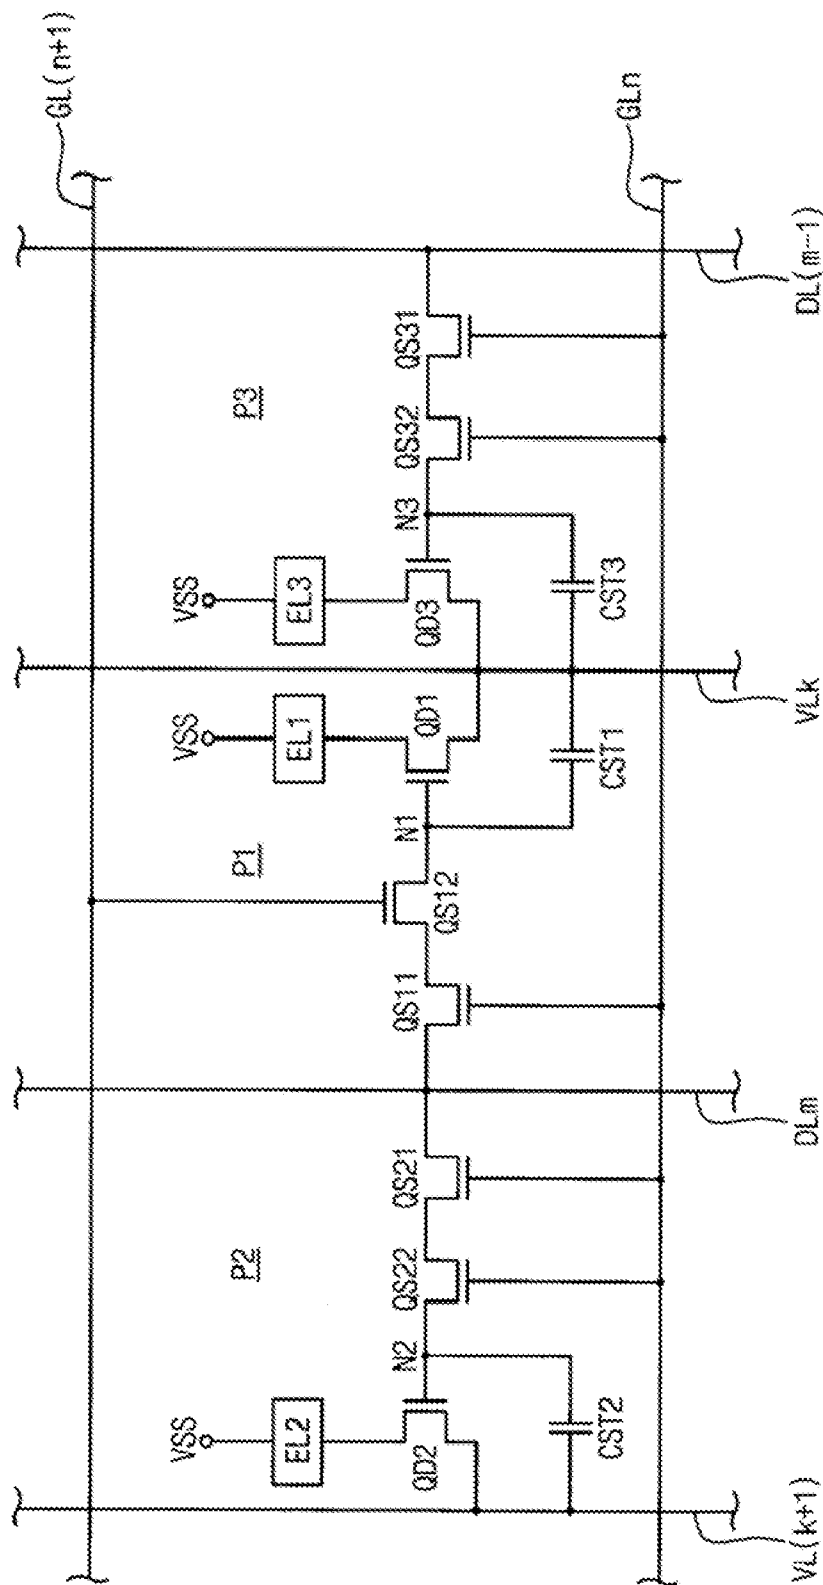 GL(n+1)
P2
P1
P3
VSS
VSS
VSS
EL2
EL1
EL3
QD2
N2
QS22
QS21
QS11
QS12
N1
QD1
QD3
N3
QS32
QS31
CST2
CST1
CST3
GLn
VL(k+1)
DLm
VLk
DL(m-1)